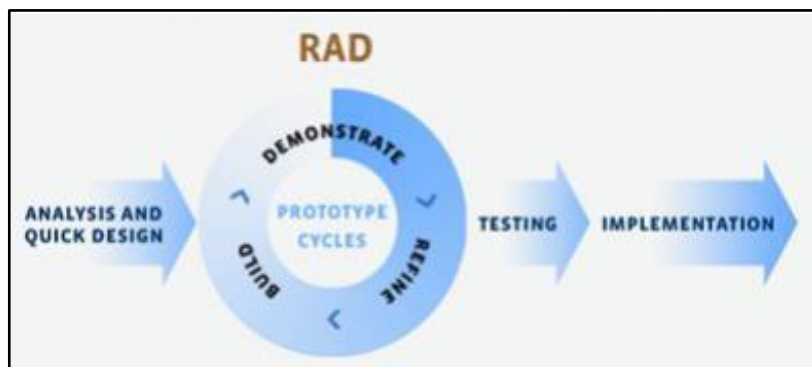 RAD
ANALYSIS AND
QUICK DESIGN
DEMONSTRATE
PROTOTYPE
CYCLES
BUILD
REFINE
TESTING
IMPLEMENTATION